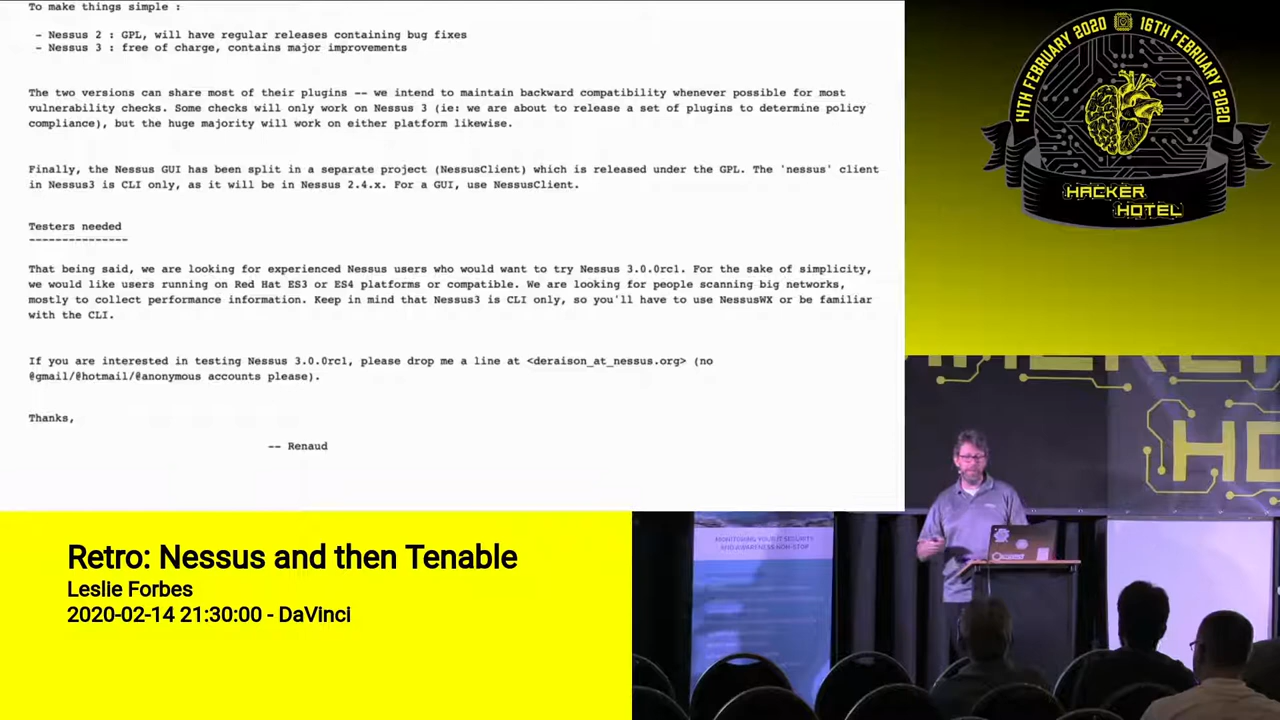 To make things simple :
- Nessus 2 : GPL, will have regular releases containing bug fixes
- Nessus 3 : free of charge, contains major improvements
The two versions can share most of their plugins -- we intend to maintain backward compatibility whenever possible for most
vulnerability checks. Some checks will only work on Nessus 3 (ie: we are about to release a set of plugins to determine policy
compliance), but the huge majority will work on either platform likewise.
Finally, the Nessus GUI has been split in a separate project (NessusClient) which is released under the GPL. The 'nessus' client
in Nessus3 is CLI only, as it will be in Nessus 2.4.x. For a GUI, use NessusClient.
Testers needed
---------------
That being said, we are looking for experienced Nessus users who would want to try Nessus 3.0.0rc1. For the sake of simplicity,
we would like users running on Red Hat ES3 or ES4 platforms or compatible. We are looking for people scanning big networks,
mostly to collect performance information. Keep in mind that Nessus3 is CLI only, so you'll have to use NessusWX or be familiar
with the CLI.
If you are interested in testing Nessus 3.0.0rc1, please drop me a line at <deraison_at_nessus.org> (no
@gmail/@hotmail/@anonymous accounts please).
Thanks,
-- Renaud
14TH FEBRUARY 2020
16TH FEBRUARY 2020
HACKER
HOTEL
HO
MONITORING YOUR IT SECURITY
AND AWARENESS NON-STOP
Retro: Nessus and then Tenable
Leslie Forbes
2020-02-14 21:30:00 - DaVinci